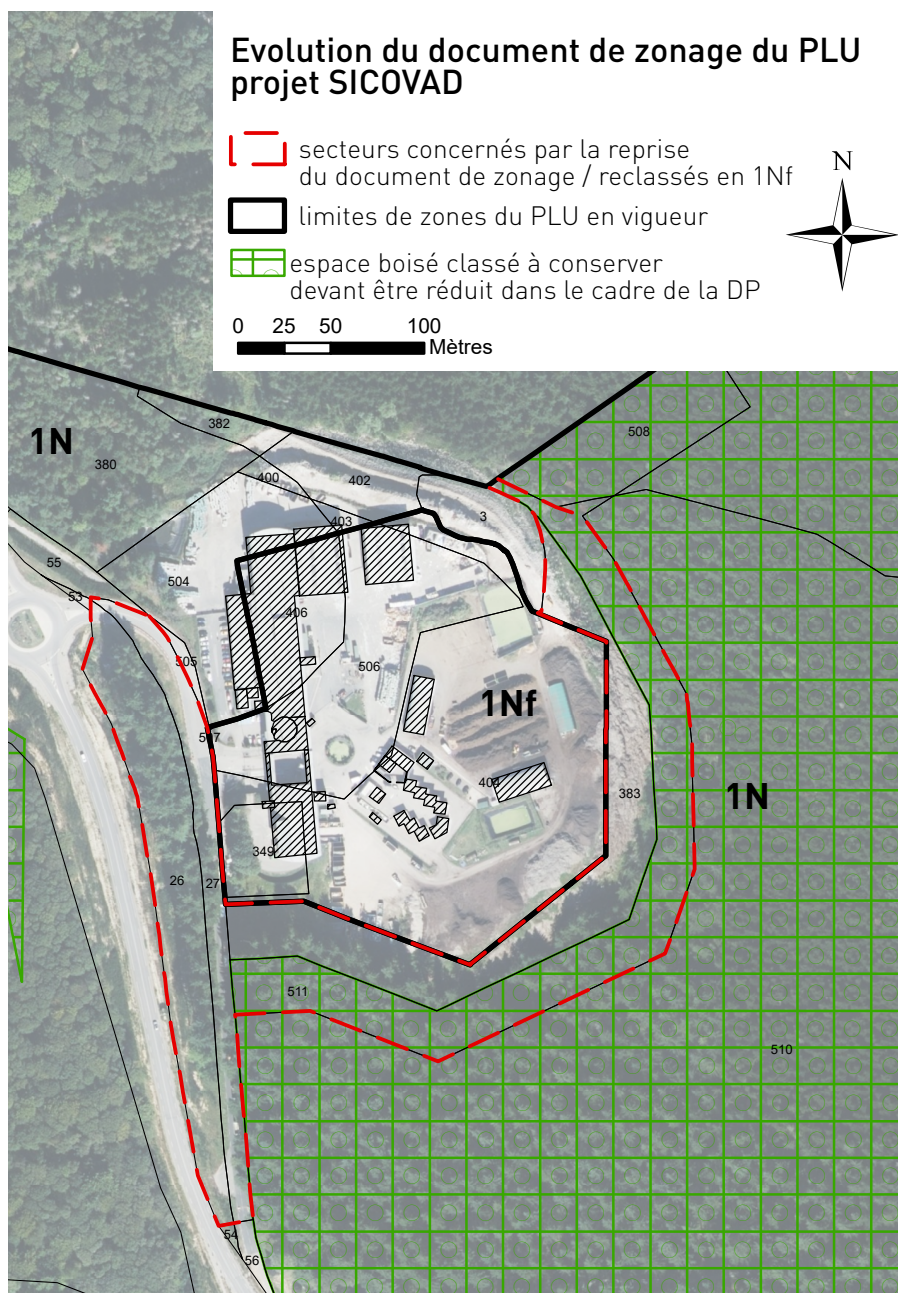 Evolution du document de zonage du PLU
projet SICOVAD
secteurs concernés par la reprise
du document de zonage / reclassés en 1Nf
limites de zones du PLU en vigueur
espace boisé classé à conserver
devant être réduit dans le cadre de la DP
0 25 50 100
Mètres
N
382
508
1N
380
400
402
3
403
55
504
53
406
505
506
1Nf
507
404
383
1N
349
26
27
511
510
54
56